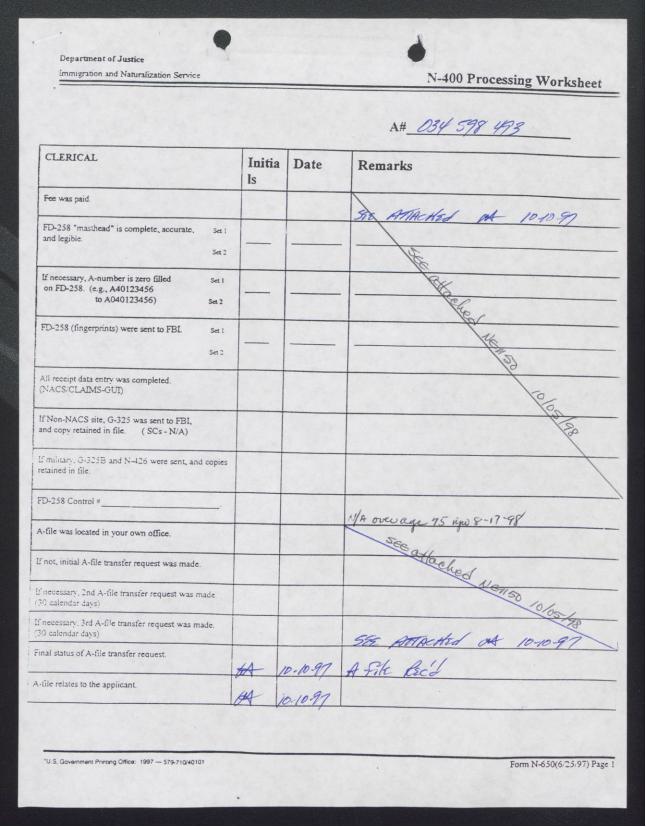 Department of Justice
Immigration and Naturalization Service
N-400 Processing Worksheet
A# 034 598 493
CLERICAL
Initia
ls
Date
Remarks
Fee was paid.
SEE ATTACHED 10-10-97
FD-258 "masthead" is complete, accurate, Set 1
and legible.
Set 2
See attached NE1150 10/05/98
If necessary, A-number is zero filled Set 1
on FD-258. (e.g., A40123456
to A040123456) Set 2
FD-258 (fingerprints) were sent to FBI. Set 1
Set 2
All receipt data entry was completed.
(NACS/CLAIMS-GUI)
If Non-NACS site, G-325 was sent to FBI,
and copy retained in file. ( SCs - N/A)
If military, G-325B and N-426 were sent, and copies
retained in file.
FD-258 Control #
N/A overage 75 8-17-98
A-file was located in your own office.
see attached NE1150 10/05/98
If not, initial A-file transfer request was made.
If necessary, 2nd A-file transfer request was made
(30 calendar days)
If necessary, 3rd A-file transfer request was made.
(30 calendar days)
SEE ATTACHED 10-10-97
Final status of A-file transfer request.
10-10-97 A file Rec'd
A-file relates to the applicant.
10-10-97
*U.S. Government Printing Office: 1997 — 579-710/40101
Form N-650(6/25/97) Page 1